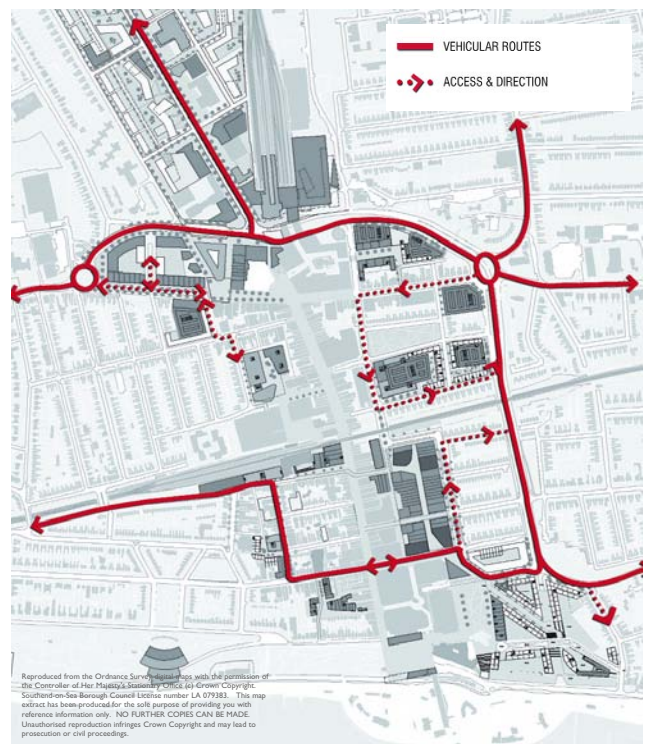 VEHICULAR ROUTES
ACCESS & DIRECTION
Reproduced from the Ordnance Survey digital maps with the permission of
the Controller of Her Majesty's Stationary Office (c) Crown Copyright
Southend-on-Sea Borough Council License number LA 079383. This map
extract has been produced for the sole purpose of providing you with
reference information only. NO FURTHER COPIES CAN BE MADE.
Unauthorised reproduction infringes Crown Copyright and may lead to
prosecution or civil proceedings.